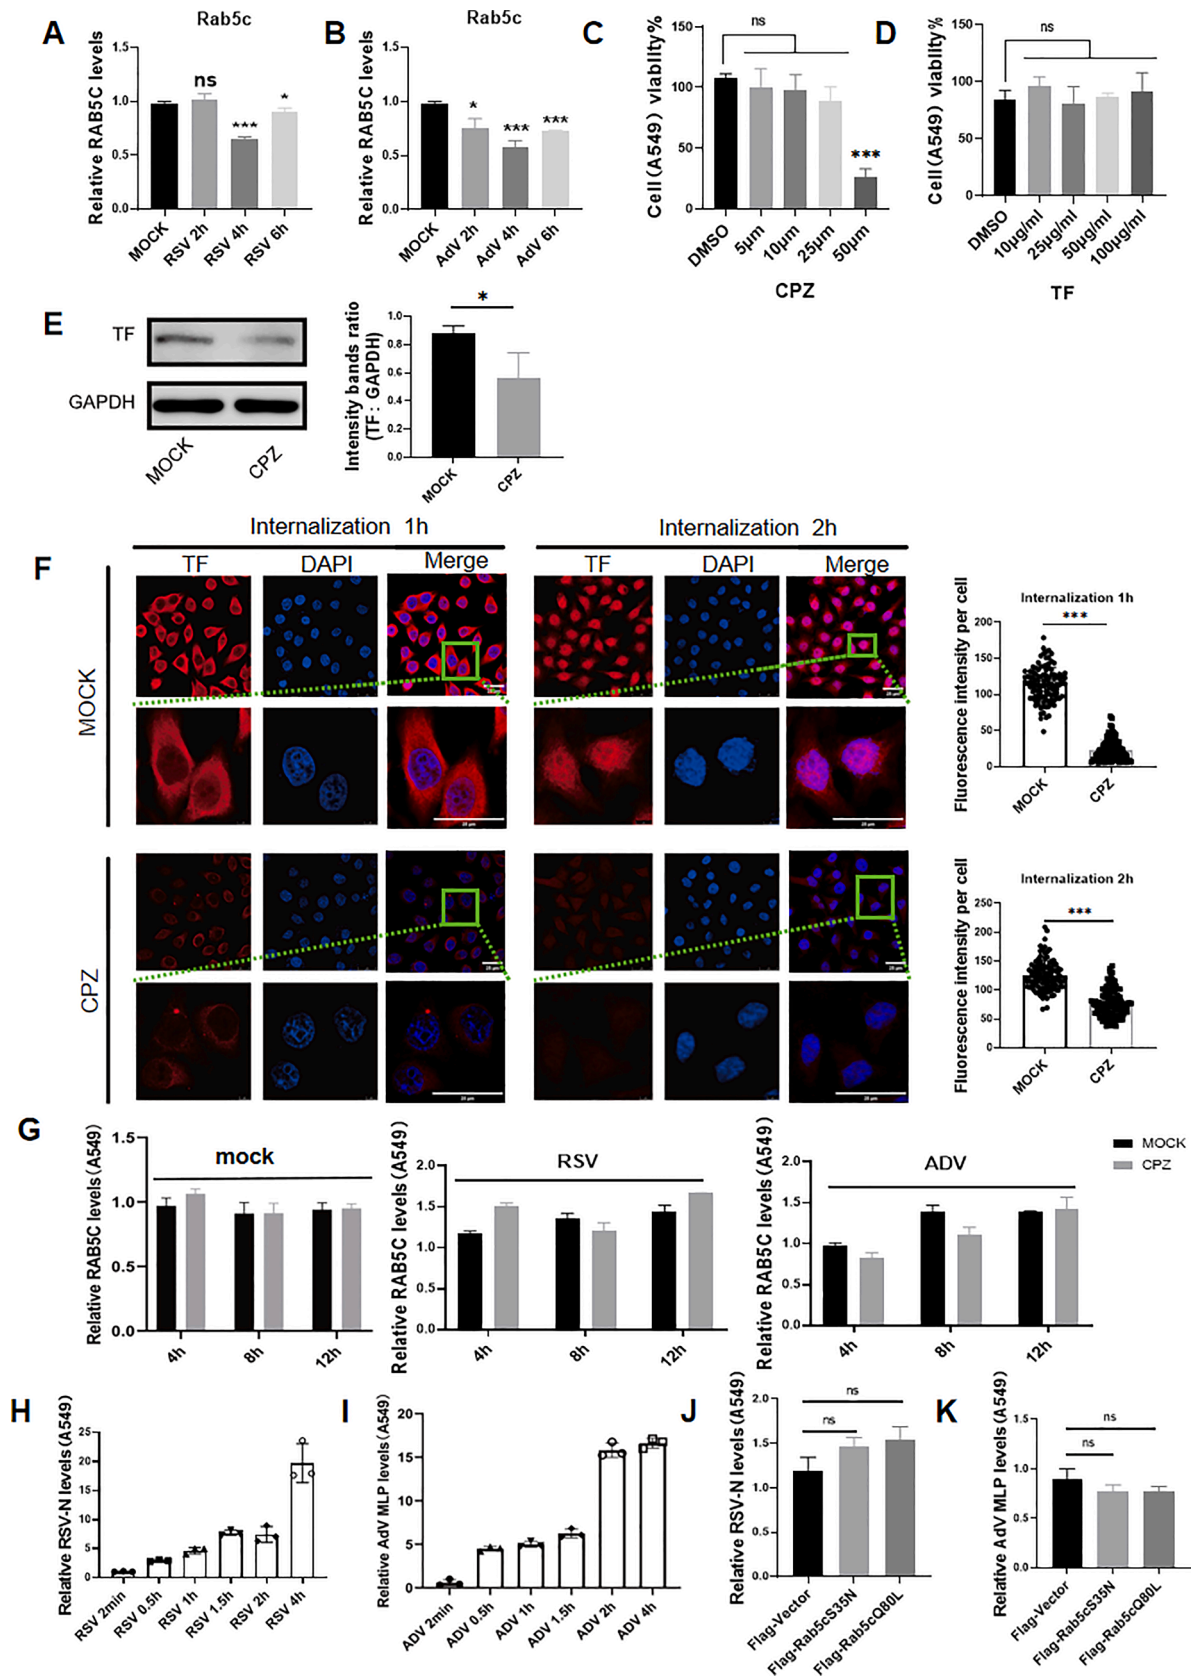 A
Rab5c
Relative RAB5C levels
1.5
1.0
0.5
0.0
ns
***
*
MOCK
RSV 2h
RSV 4h
RSV 6h
B
Rab5c
Relative RAB5C levels
1.5
1.0
0.5
0.0
*
***
***
MOCK
AdV 2h
AdV 4h
AdV 6h
C
Cell(A549) viablity%
150
100
50
0
ns
***
DMSO
5μm
10μm
25μm
50μm
CPZ
D
Cell(A549) viablity%
150
100
50
0
ns
DMSO
10μg/ml
25μg/ml
50μg/ml
100μg/ml
TF
E
TF
GAPDH
MOCK
CPZ
Intensity bands ratio
(TF: GAPDH)
1.0
0.8
0.6
0.4
0.2
0.0
*
MOCK
CPZ
F
Internalization 1h
Internalization 2h
TF
DAPI
Merge
TF
DAPI
Merge
MOCK
CPZ
Internalization 1h
Fluorescence intensity per cell
200
150
100
50
0
***
MOCK
CPZ
Internalization 2h
Fluorescence intensity per cell
250
200
150
100
50
0
***
MOCK
CPZ
G
Relative RAB5C levels(A549)
1.5
1.0
0.5
0.0
mock
4h
8h
12h
Relative RAB5C levels(A549)
2.0
1.5
1.0
0.5
0.0
RSV
4h
8h
12h
Relative RAB5C levels(A549)
2.0
1.5
1.0
0.5
0.0
ADV
4h
8h
12h
MOCK
CPZ
H
Relative RSV-N levels(A549)
25
20
15
10
5
0
RSV 2min
RSV 0.5h
RSV 1h
RSV 1.5h
RSV 2h
RSV 4h
I
Relative AdV MLP levels(A549)
20
15
10
5
0
ADV 2min
ADV 0.5h
ADV 1h
ADV 1.5h
ADV 2h
ADV 4h
J
Relative RSV-N levels(A549)
2.0
1.5
1.0
0.5
0.0
ns
ns
Flag-Vector
Flag-Rab5cS35N
Flag-Rab5cQ80L
K
Relative AdV MLP levels(A549)
1.5
1.0
0.5
0.0
ns
ns
Flag-Vector
Flag-Rab5cS35N
Flag-Rab5cQ80L